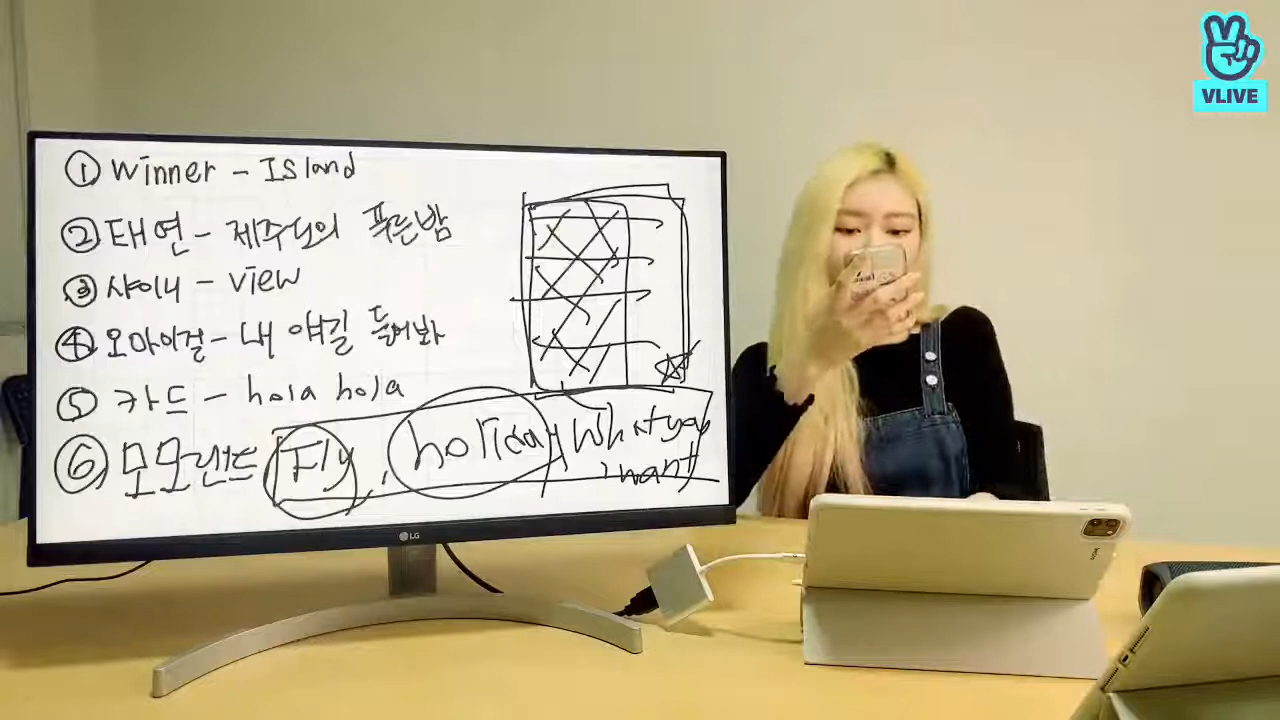 ① winner - Island
② 태연 - 제주도의 푸른밤
③ 샤이니 - view
④ 오마이걸 - 내 얘길 들어봐
⑤ 카드 - hola hola
⑥ 모모랜드 Fly, holiday, what you want
LG
VLIVE